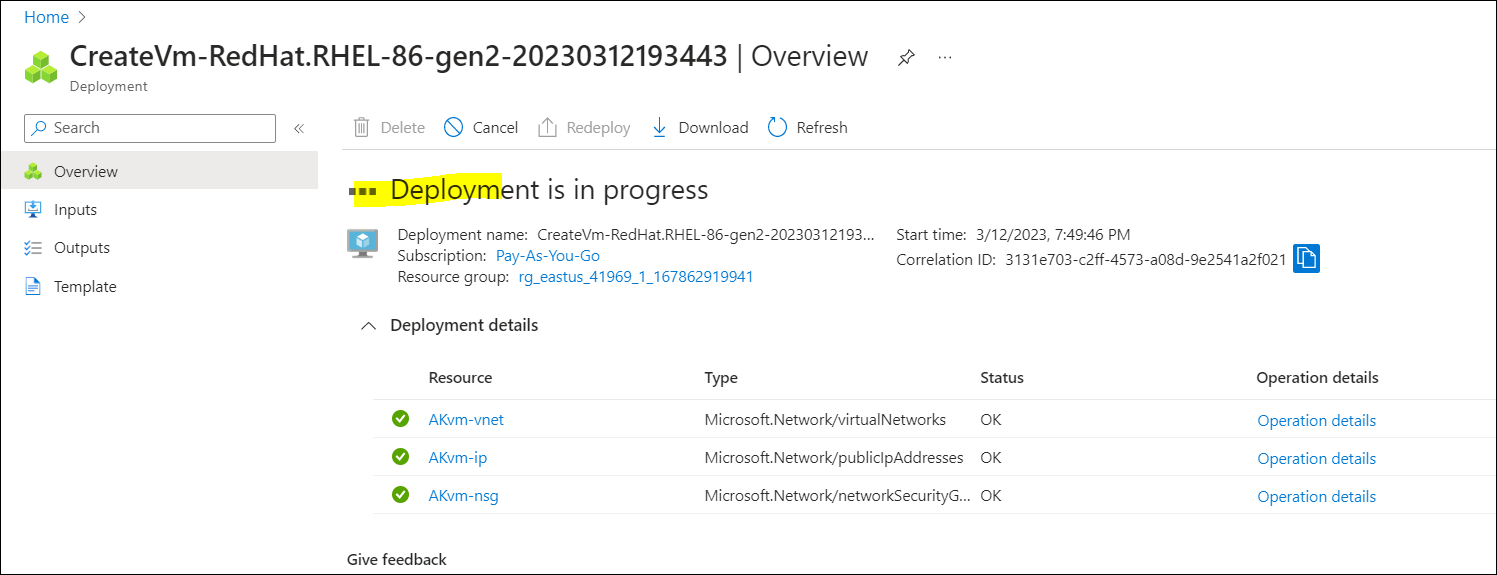 Home >
CreateVm-RedHat.RHEL-86-gen2-20230312193443 | Overview ...
Deployment
Search «
Delete Cancel Redeploy Download Refresh
Overview
Inputs
Outputs
Template
Deployment is in progress
Deployment name: CreateVm-RedHat.RHEL-86-gen2-20230312193... Start time: 3/12/2023, 7:49:46 PM
Subscription: Pay-As-You-Go Correlation ID: 3131e703-c2ff-4573-a08d-9e2541a2f021
Resource group: rg_eastus_41969_1_167862919941
Deployment details
Resource Type Status Operation details
AKvm-vnet Microsoft.Network/virtualNetworks OK Operation details
AKvm-ip Microsoft.Network/publicIpAddresses OK Operation details
AKvm-nsg Microsoft.Network/networkSecurityG... OK Operation details
Give feedback